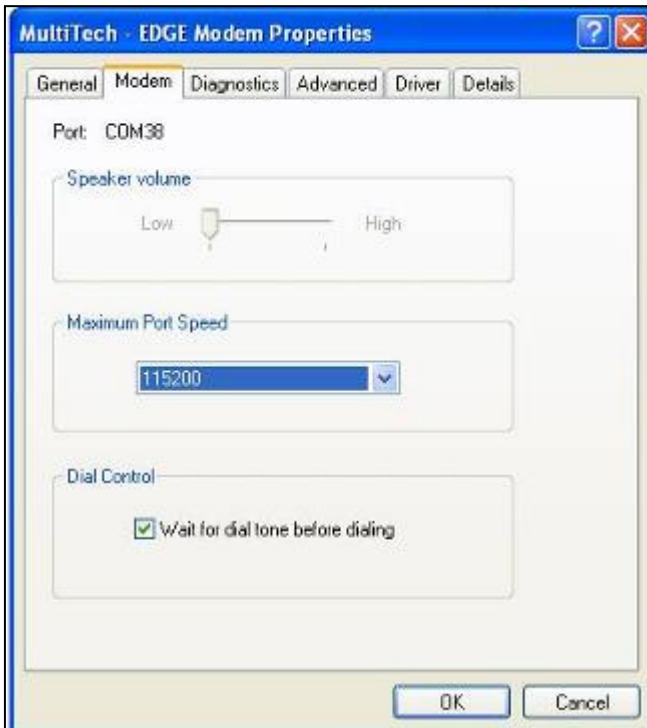 MultiTech - EDGE Modem Properties
General Modem Diagnostics Advanced Driver Details
Port: COM38
Speaker volume
Low High
Maximum Port Speed
115200
Dial Control
Wait for dial tone before dialing
OK Cancel